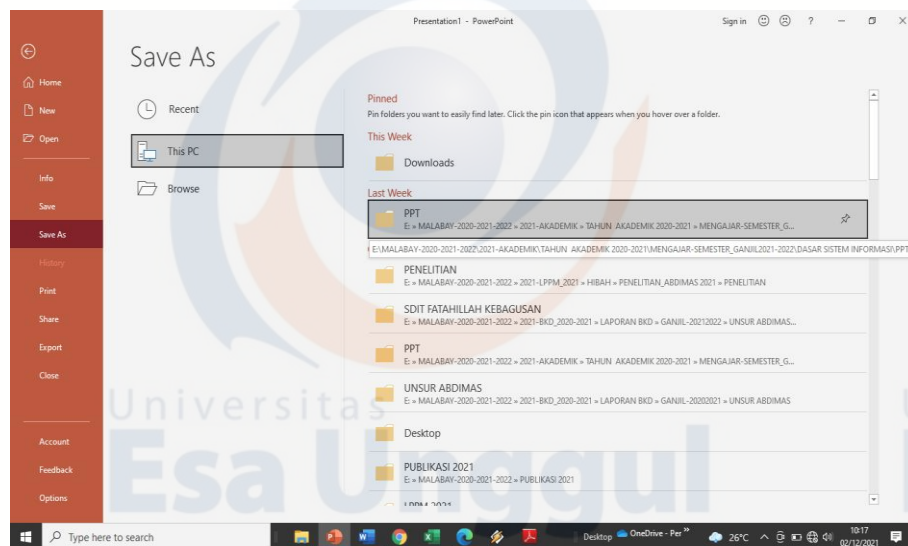 Presentation1 - PowerPoint
Sign in
?
Save As
Home
New
Open
Info
Save
Save As
History
Print
Share
Export
Close
Account
Feedback
Options
Recent
This PC
Browse
Pinned
Pin folders you want to easily find later. Click the pin icon that appears when you hover over a folder.
This Week
Downloads
Last Week
PPT
E: » MALABAY-2020-2021-2022 » 2021-AKADEMIK » TAHUN AKADEMIK 2020-2021 » MENGAJAR-SEMESTER_G...
E:\MALABAY-2020-2021-2022\2021-AKADEMIK\TAHUN AKADEMIK 2020-2021\MENGAJAR-SEMESTER_GANJIL2021-2022\DASAR SISTEM INFORMASI\PPT
PENELITIAN
E: » MALABAY-2020-2021-2022 » 2021-LPPM_2021 » HIBAH » PENELITIAN_ABDIMAS 2021 » PENELITIAN
SDIT FATAHILLAH KEBAGUSAN
E: » MALABAY-2020-2021-2022 » 2021-BKD_2020-2021 » LAPORAN BKD » GANJIL-20212022 » UNSUR ABDIMAS...
PPT
E: » MALABAY-2020-2021-2022 » 2021-AKADEMIK » TAHUN AKADEMIK 2020-2021 » MENGAJAR-SEMESTER_G...
UNSUR ABDIMAS
E: » MALABAY-2020-2021-2022 » 2021-BKD_2020-2021 » LAPORAN BKD » GANJIL-20202021 » UNSUR ABDIMAS
Desktop
PUBLIKASI 2021
E: » MALABAY-2020-2021-2022 » PUBLIKASI 2021
LPPM 2021
Universitas
Esa Unggul
Type here to search
Desktop
OneDrive - Per
26°C
10:17
02/12/2021